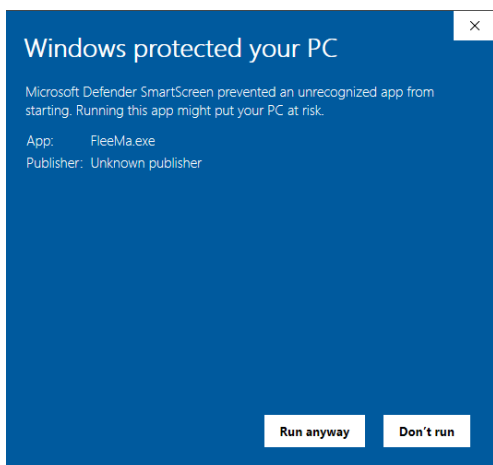 Windows protected your PC
Microsoft Defender SmartScreen prevented an unrecognized app from
starting. Running this app might put your PC at risk.
App: FleeMa.exe
Publisher: Unknown publisher
Run anyway Don’t run